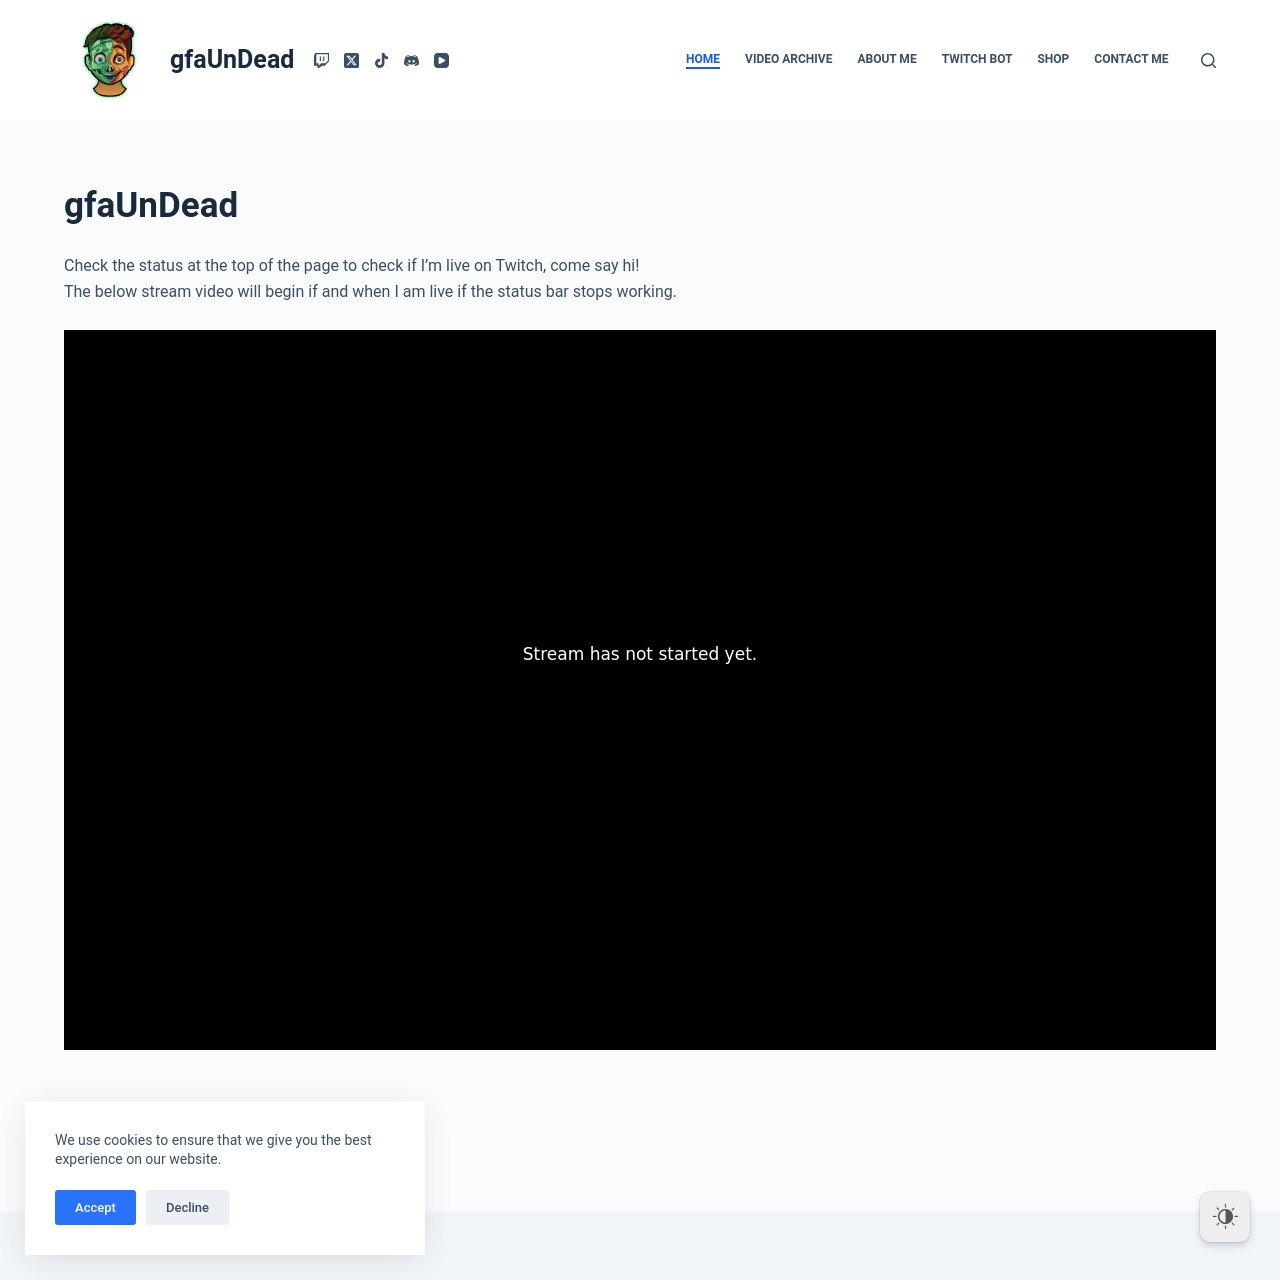 gfaUnDead
HOME VIDEO ARCHIVE ABOUT ME TWITCH BOT SHOP CONTACT ME
gfaUnDead
Check the status at the top of the page to check if I’m live on Twitch, come say hi!
The below stream video will begin if and when I am live if the status bar stops working.
Stream has not started yet.
We use cookies to ensure that we give you the best
experience on our website.
Accept Decline